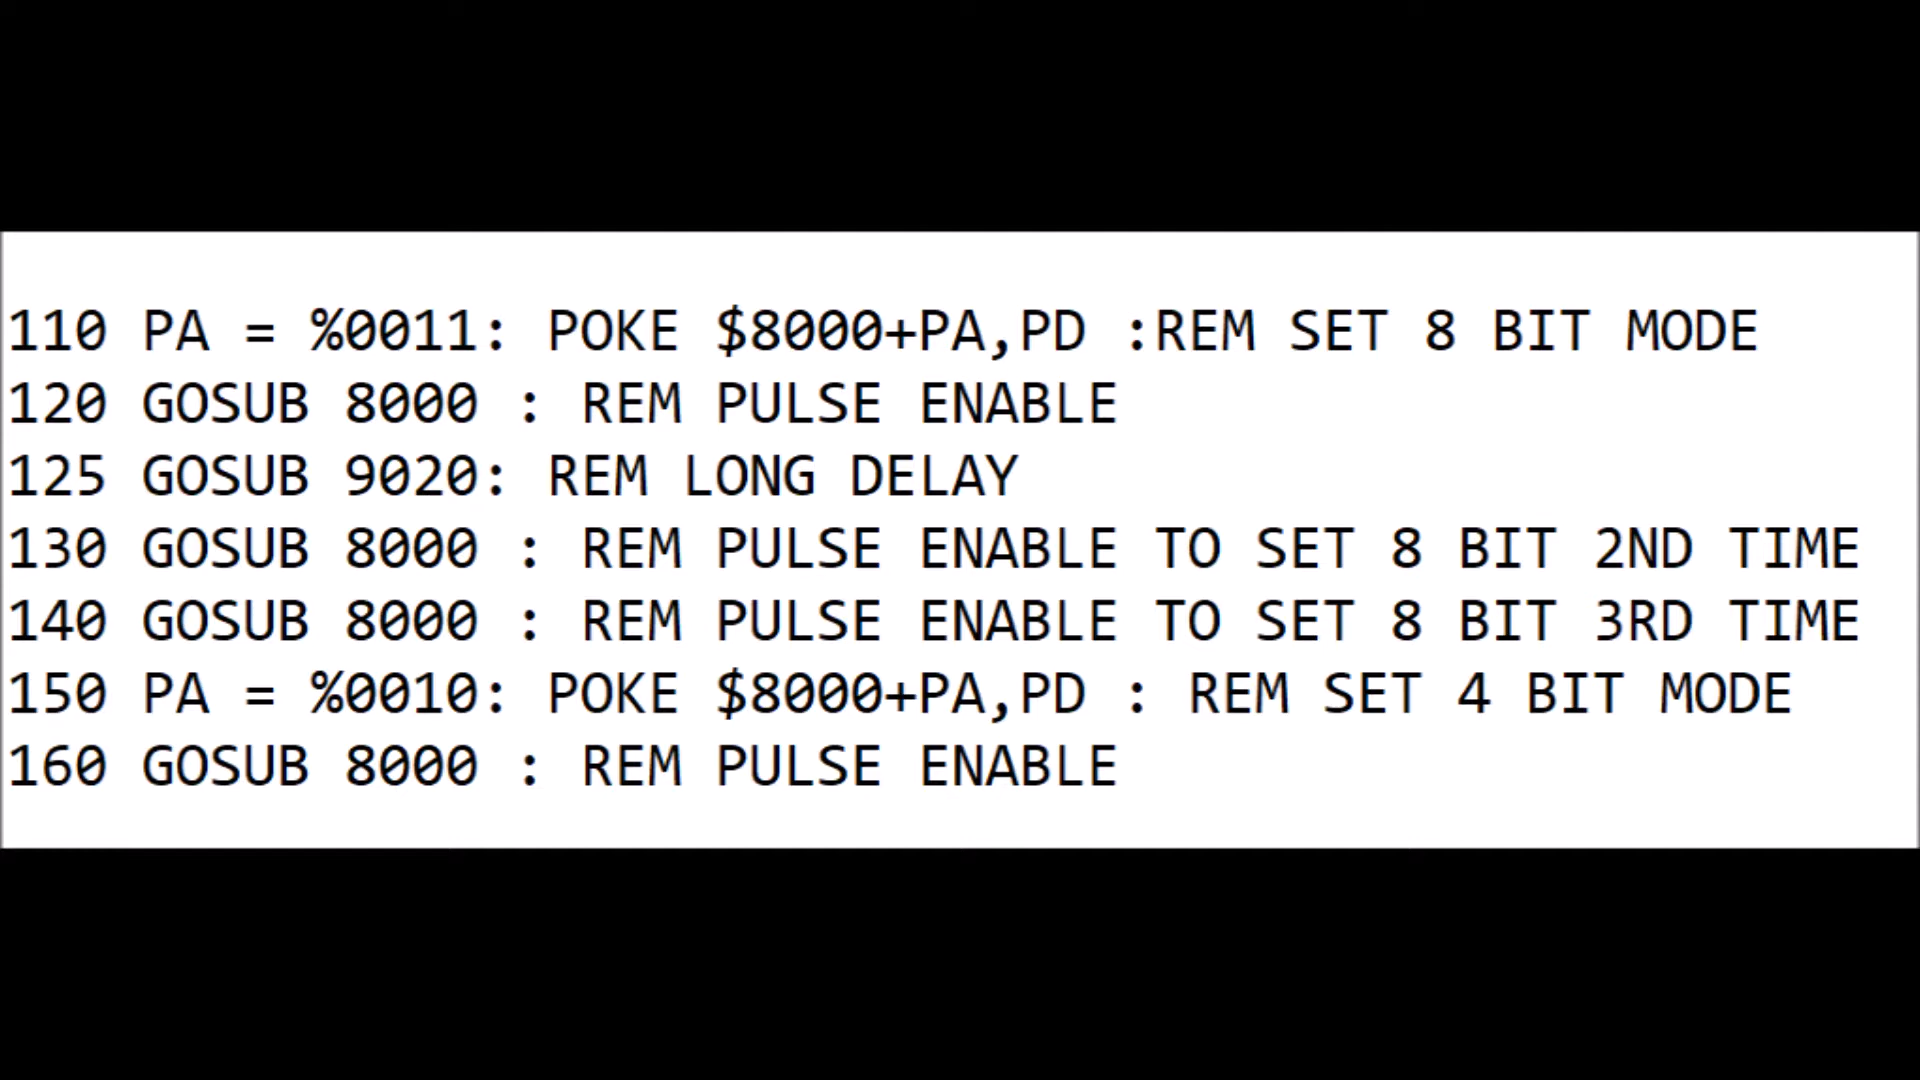 110 PA = %0011: POKE $8000+PA,PD :REM SET 8 BIT MODE
120 GOSUB 8000 : REM PULSE ENABLE
125 GOSUB 9020: REM LONG DELAY
130 GOSUB 8000 : REM PULSE ENABLE TO SET 8 BIT 2ND TIME
140 GOSUB 8000 : REM PULSE ENABLE TO SET 8 BIT 3RD TIME
150 PA = %0010: POKE $8000+PA,PD : REM SET 4 BIT MODE
160 GOSUB 8000 : REM PULSE ENABLE